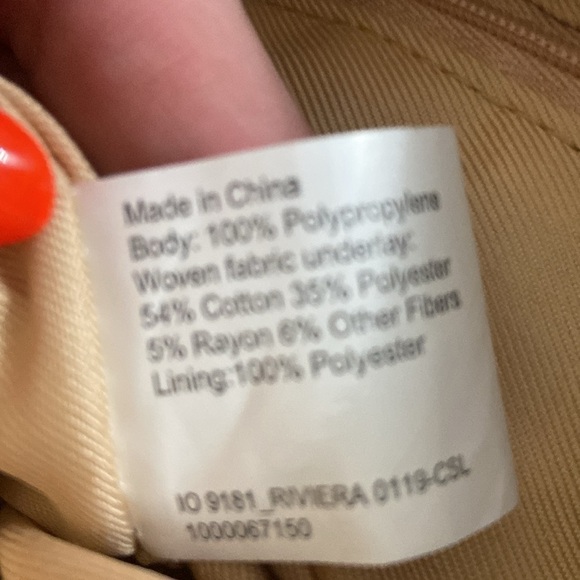 Made in China
Body: 100% Polypropylene
Woven fabric underlay:
54% Cotton 35% Polyester
5% Rayon 6% Other Fibers
Lining:100% Polyester
IO 9181_RIVIERA 0119-CSL
1000067150